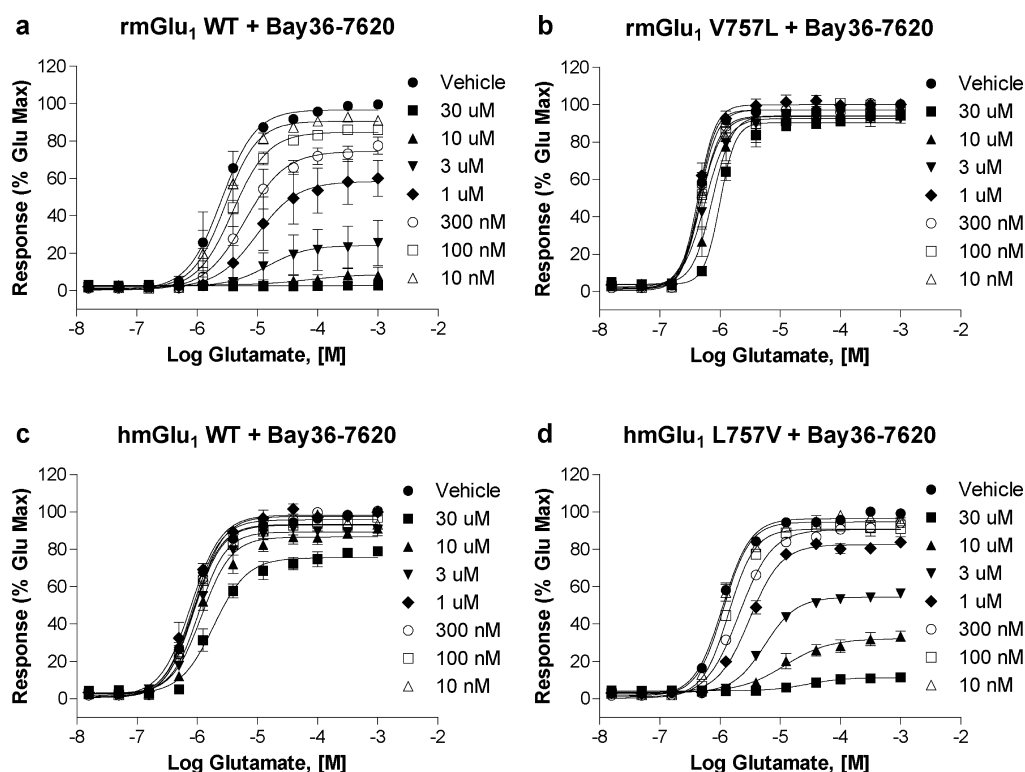 a rmGlu1 WT + Bay36-7620
Response (% Glu Max)
120
100
80
60
40
20
0
-8 -7 -6 -5 -4 -3 -2
Log Glutamate, [M]
Vehicle
30 uM
10 uM
3 uM
1 uM
300 nM
100 nM
10 nM
b rmGlu1 V757L + Bay36-7620
Response (% Glu Max)
120
100
80
60
40
20
0
-8 -7 -6 -5 -4 -3 -2
Log Glutamate, [M]
Vehicle
30 uM
10 uM
3 uM
1 uM
300 nM
100 nM
10 nM
c hmGlu1 WT + Bay36-7620
Response (% Glu Max)
120
100
80
60
40
20
0
-8 -7 -6 -5 -4 -3 -2
Log Glutamate, [M]
Vehicle
30 uM
10 uM
3 uM
1 uM
300 nM
100 nM
10 nM
d hmGlu1 L757V + Bay36-7620
Response (% Glu Max)
120
100
80
60
40
20
0
-8 -7 -6 -5 -4 -3 -2
Log Glutamate, [M]
Vehicle
30 uM
10 uM
3 uM
1 uM
300 nM
100 nM
10 nM